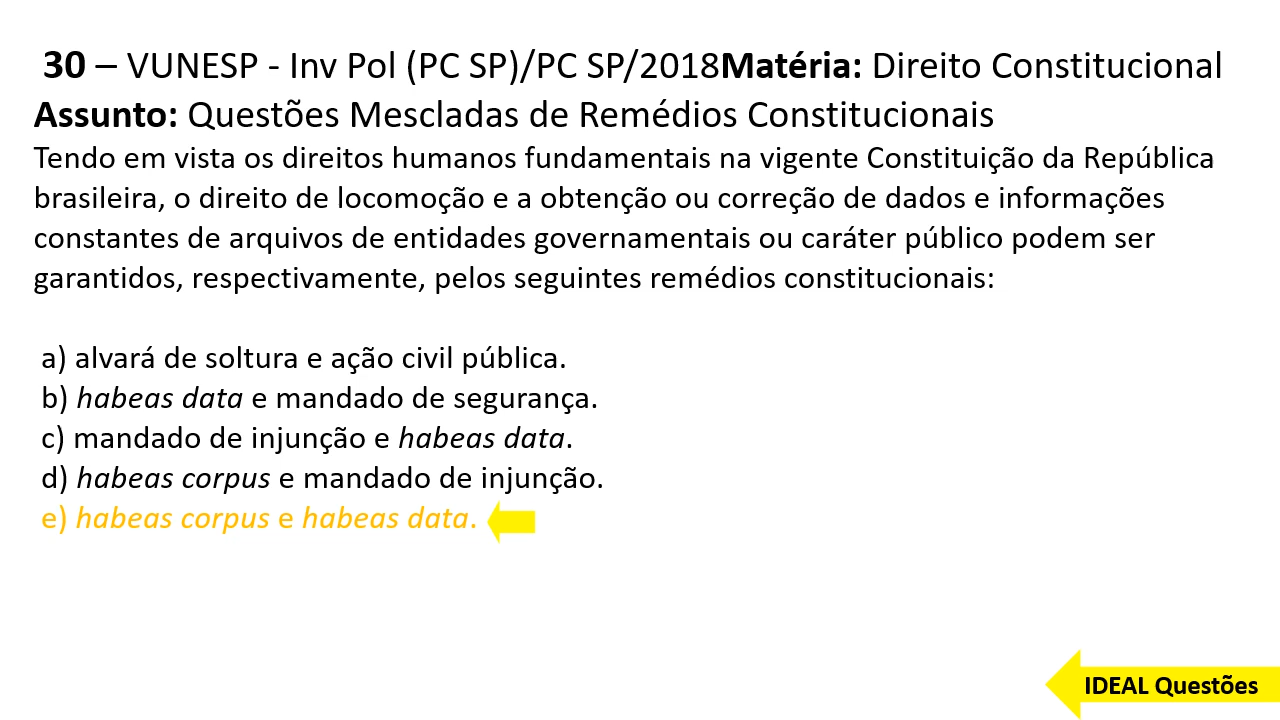 30 – VUNESP - Inv Pol (PC SP)/PC SP/2018Matéria: Direito Constitucional
Assunto: Questões Mescladas de Remédios Constitucionais
Tendo em vista os direitos humanos fundamentais na vigente Constituição da República
brasileira, o direito de locomoção e a obtenção ou correção de dados e informações
constantes de arquivos de entidades governamentais ou caráter público podem ser
garantidos, respectivamente, pelos seguintes remédios constitucionais:
a) alvará de soltura e ação civil pública.
b) habeas data e mandado de segurança.
c) mandado de injunção e habeas data.
d) habeas corpus e mandado de injunção.
e) habeas corpus e habeas data.
IDEAL Questões